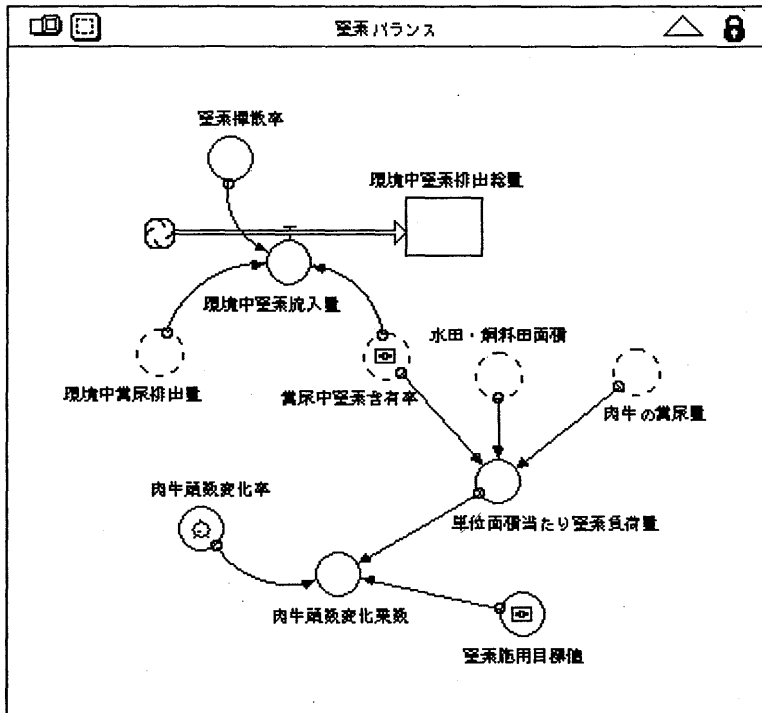 窒素バランス
窒素揮散率
環境中窒素排出総量
環境中窒素流入量
水田・飼料田面積
環境中糞尿排出量
糞尿中窒素含有率
肉牛の糞尿量
肉牛頭数変化率
単位面積当たり窒素負荷量
肉牛頭数変化乗数
窒素施用目標値